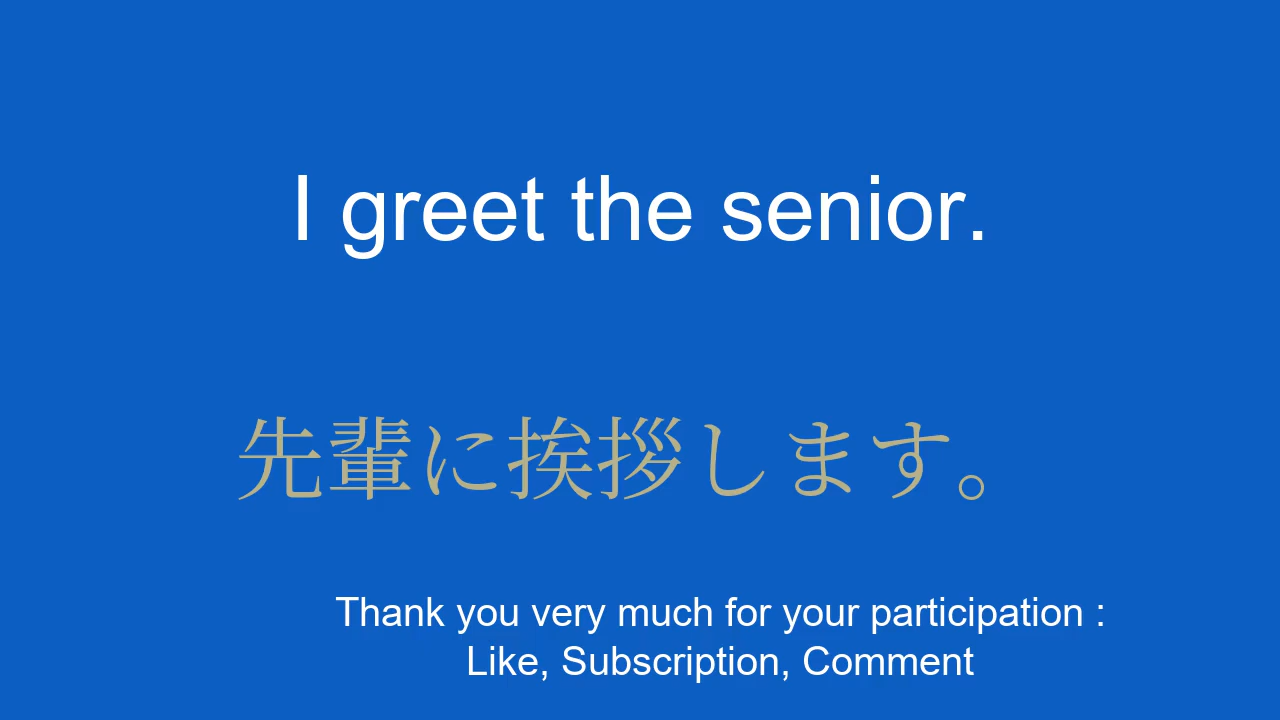 I greet the senior.
先輩に挨拶します。
Thank you very much for your participation :
Like, Subscription, Comment